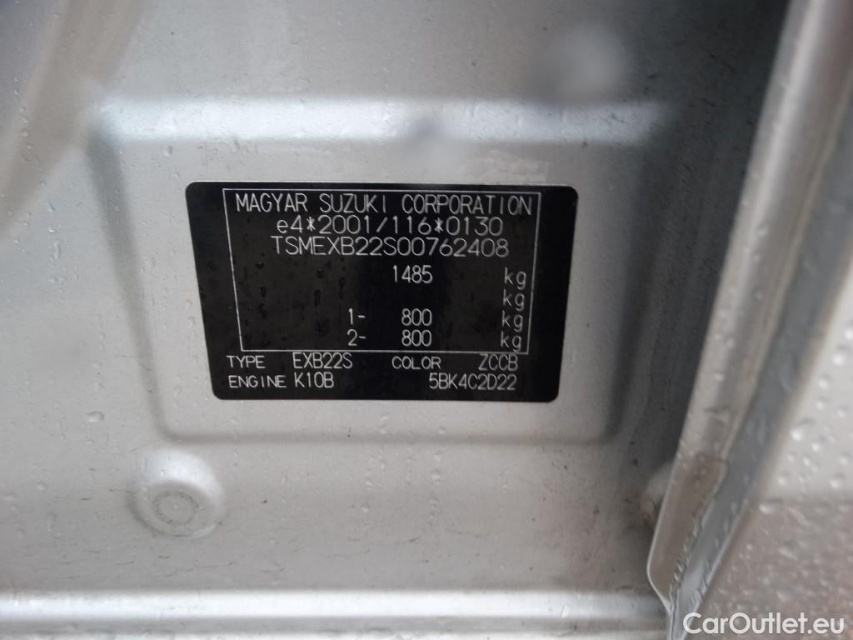 MAGYAR SUZUKI CORPORATION
e4*2001/116*0130
TSMEXB22S00762408
1485 kg
kg
1- 800 kg
2- 800 kg
TYPE EXB22S COLOR ZCCB
ENGINE K10B 5BK4C2D22
CarOutlet.eu